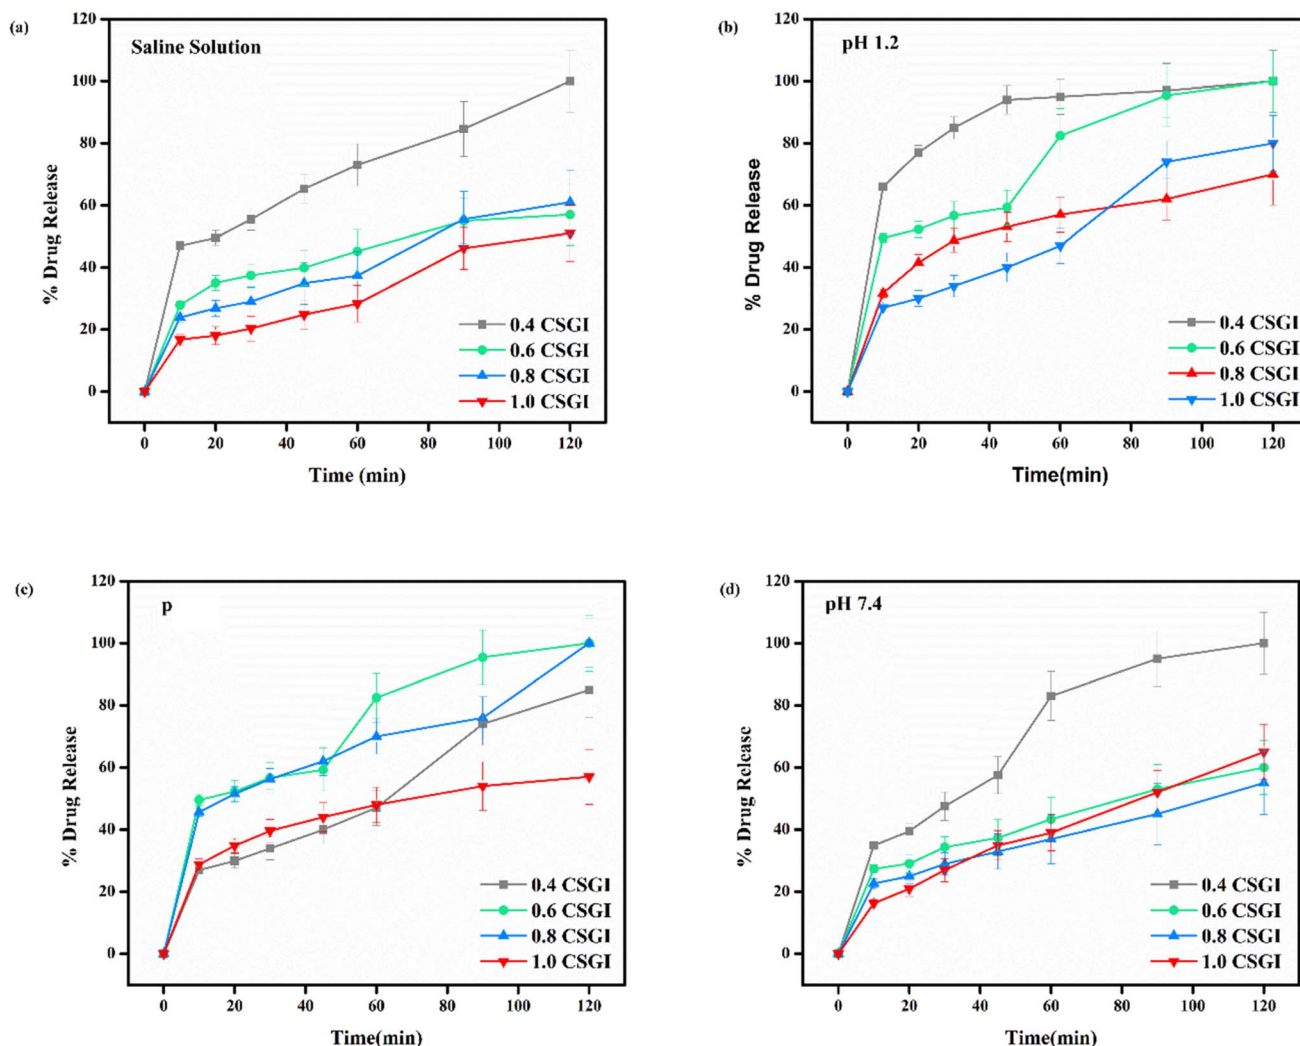 (a)
Saline Solution
% Drug Release
120
100
80
60
40
20
0
0 20 40 60 80 100 120
Time (min)
0.4 CSGI
0.6 CSGI
0.8 CSGI
1.0 CSGI
(b)
pH 1.2
% Drug Release
120
100
80
60
40
20
0
0 20 40 60 80 100 120
Time(min)
0.4 CSGI
0.6 CSGI
0.8 CSGI
1.0 CSGI
(c)
p
% Drug Release
120
100
80
60
40
20
0
0 20 40 60 80 100 120
Time(min)
0.4 CSGI
0.6 CSGI
0.8 CSGI
1.0 CSGI
(d)
pH 7.4
% Drug Release
120
100
80
60
40
20
0
0 20 40 60 80 100 120
Time(min)
0.4 CSGI
0.6 CSGI
0.8 CSGI
1.0 CSGI